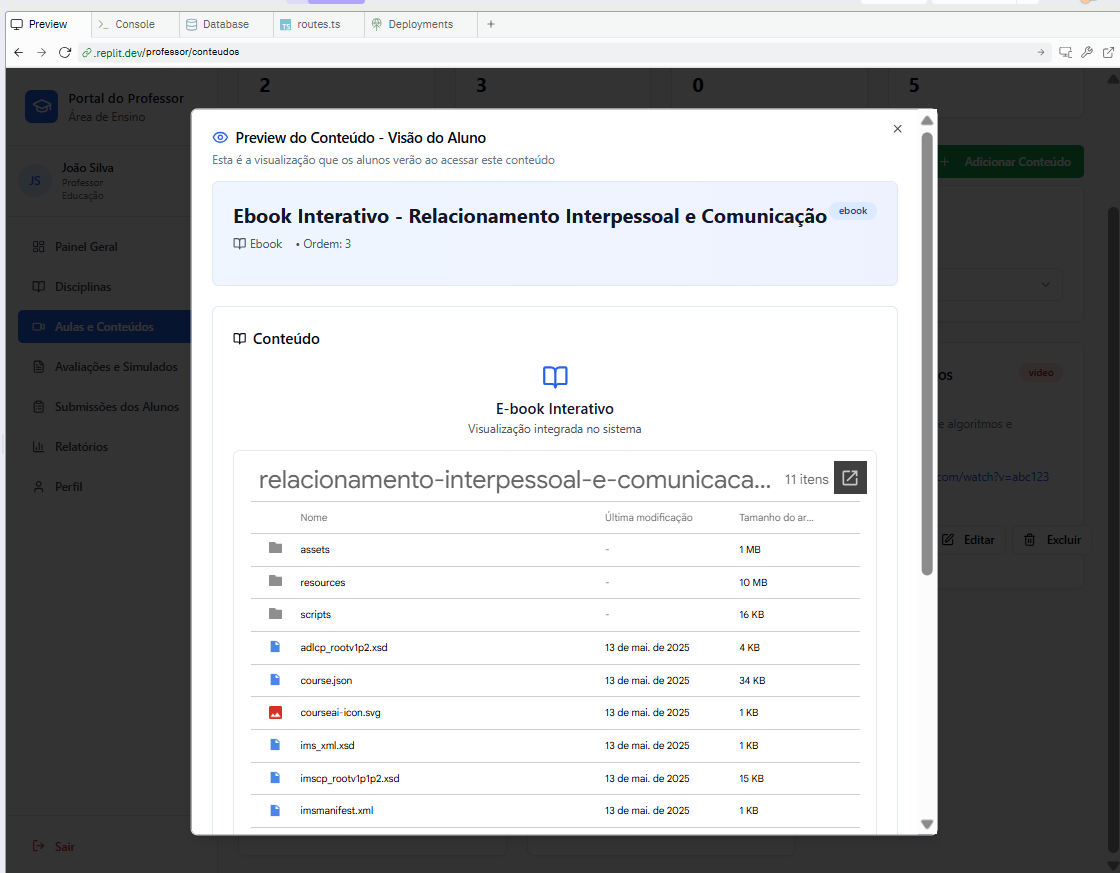 Preview
Console
Database
TS routes.ts
Deployments
.replit.dev/professor/conteudos
Portal do Professor
Área de Ensino
2
3
0
5
JS
João Silva
Professor
Educação
Painel Geral
Disciplinas
Aulas e Conteúdos
Avaliações e Simulados
Submissões dos Alunos
Relatórios
Perfil
Sair
Adicionar Conteúdo
os
vídeo
e algoritmos e
com/watch?v=abc123
Editar
Excluir
Preview do Conteúdo - Visão do Aluno
Esta é a visualização que os alunos verão ao acessar este conteúdo
Ebook Interativo - Relacionamento Interpessoal e Comunicação
ebook
Ebook • Ordem: 3
Conteúdo
E-book Interativo
Visualização integrada no sistema
relacionamento-interpessoal-e-comunicaca... 11 itens
Nome Última modificação Tamanho do ar...
assets - 1 MB
resources - 10 MB
scripts - 16 KB
adlcp_rootv1p2.xsd 13 de mai. de 2025 4 KB
course.json 13 de mai. de 2025 34 KB
courseai-icon.svg 13 de mai. de 2025 1 KB
ims_xml.xsd 13 de mai. de 2025 1 KB
imscp_rootv1p1p2.xsd 13 de mai. de 2025 15 KB
imsmanifest.xml 13 de mai. de 2025 1 KB